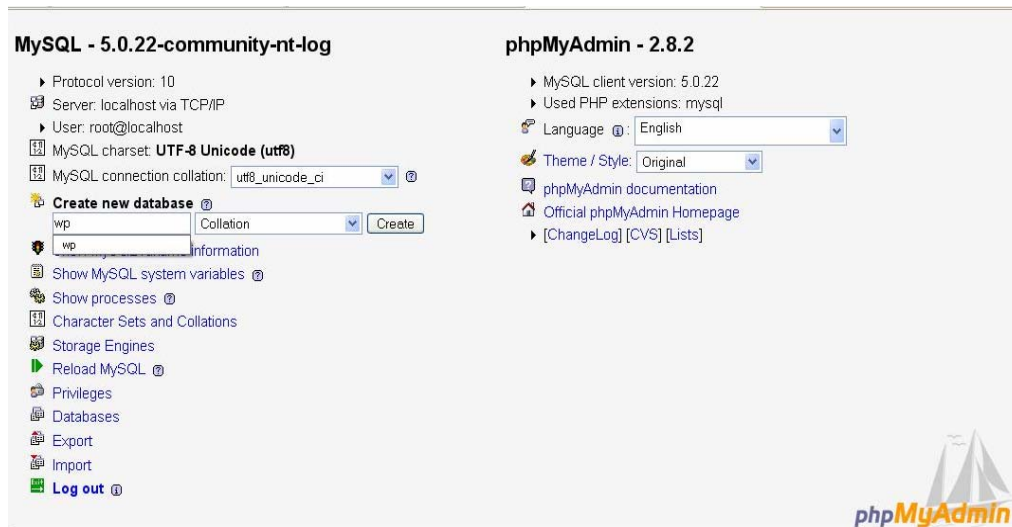 MySQL - 5.0.22-community-nt-log
Protocol version: 10
Server: localhost via TCP/IP
User: root@localhost
MySQL charset: UTF-8 Unicode (utf8)
MySQL connection collation: utf8_unicode_ci
Create new database
wp Collation Create
wp
information
Show MySQL system variables
Show processes
Character Sets and Collations
Storage Engines
Reload MySQL
Privileges
Databases
Export
Import
Log out
phpMyAdmin - 2.8.2
MySQL client version: 5.0.22
Used PHP extensions: mysql
Language: English
Theme / Style: Original
phpMyAdmin documentation
Official phpMyAdmin Homepage
[ChangeLog] [CVS] [Lists]
phpMyAdmin